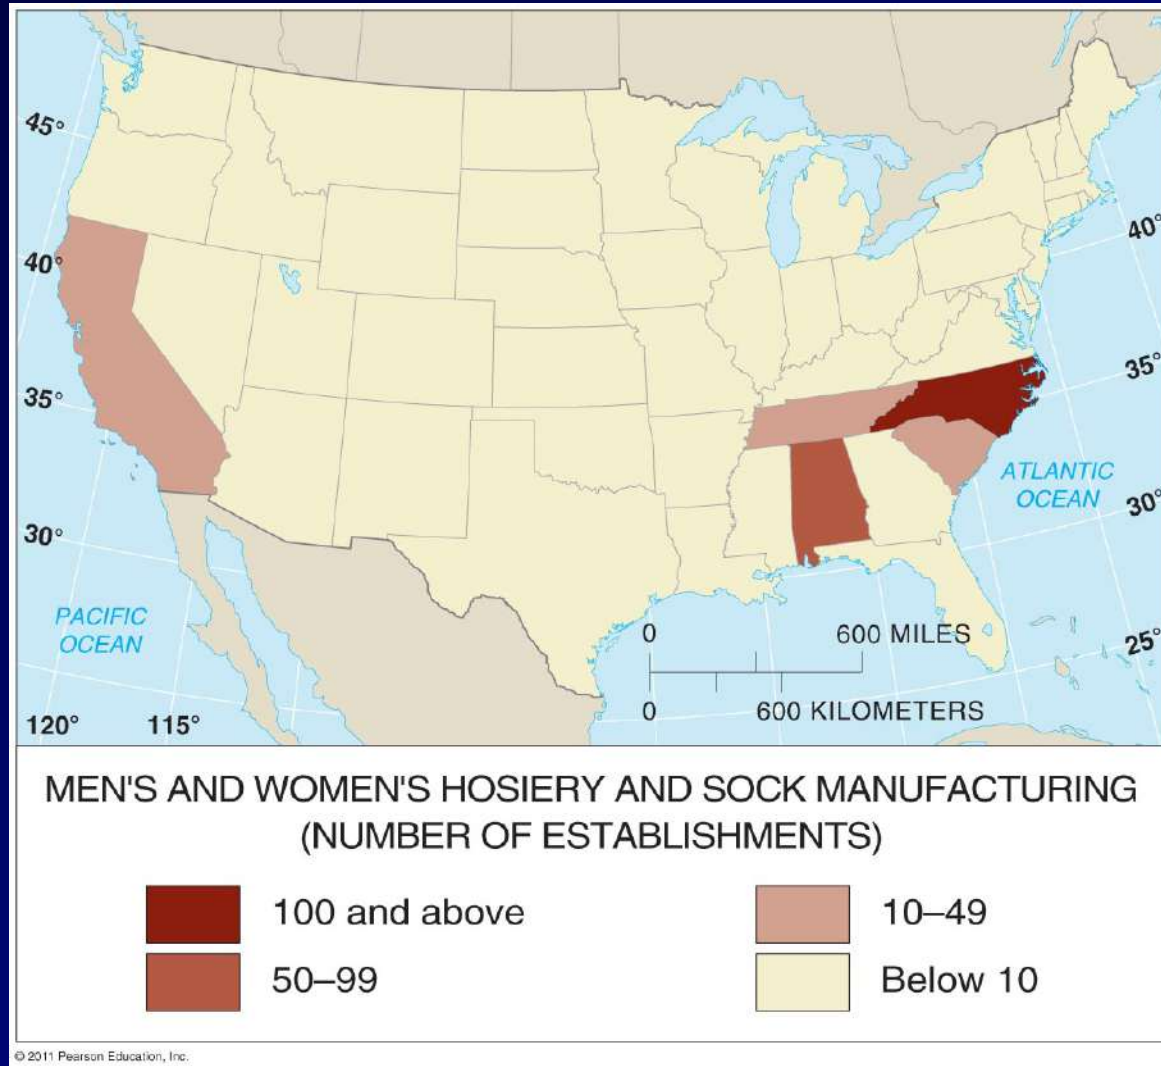 45°
40°
40°
35°
35°
30°
30°
25°
ATLANTIC
OCEAN
PACIFIC
OCEAN
0
600 MILES
0
600 KILOMETERS
120°
115°
MEN'S AND WOMEN'S HOSIERY AND SOCK MANUFACTURING
(NUMBER OF ESTABLISHMENTS)
100 and above
10–49
50–99
Below 10
© 2011 Pearson Education, Inc.